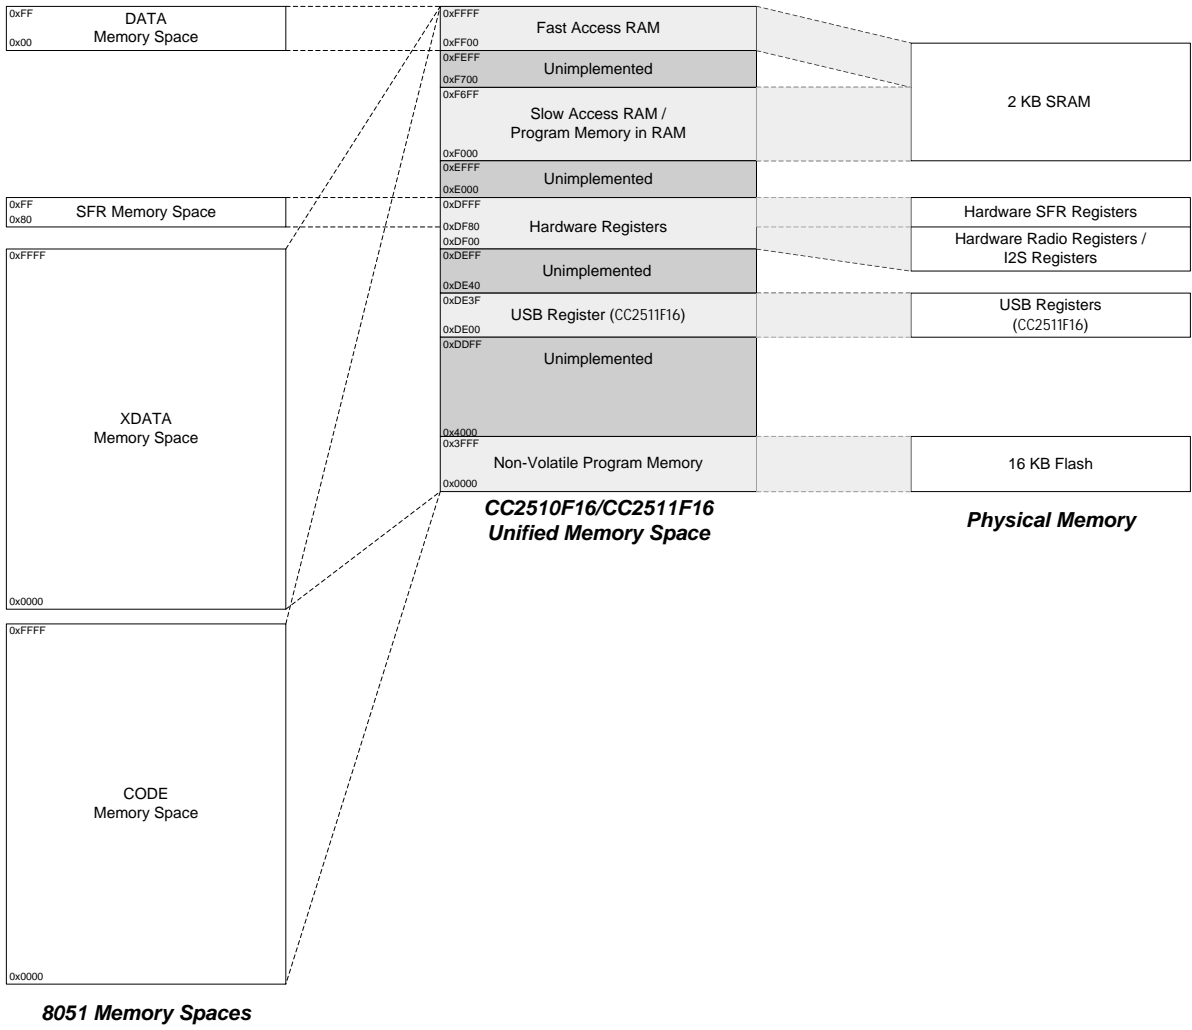 0xFF
DATA
Memory Space
0x00
0xFF
SFR Memory Space
0x80
0xFFFF
XDATA
Memory Space
0x0000
0xFFFF
CODE
Memory Space
0x0000
8051 Memory Spaces
0xFFFF
Fast Access RAM
0xFF00
0xFEFF
Unimplemented
0xF700
0xF6FF
Slow Access RAM /
Program Memory in RAM
0xF000
0xEFFF
Unimplemented
0xE000
0xDFFF
0xDF80
Hardware Registers
0xDF00
0xDEFF
Unimplemented
0xDE40
0xDE3F
USB Register (CC2511F16)
0xDE00
0xDDFF
Unimplemented
0x4000
0x3FFF
Non-Volatile Program Memory
0x0000
CC2510F16/CC2511F16
Unified Memory Space
2 KB SRAM
Hardware SFR Registers
Hardware Radio Registers /
I2S Registers
USB Registers
(CC2511F16)
16 KB Flash
Physical Memory